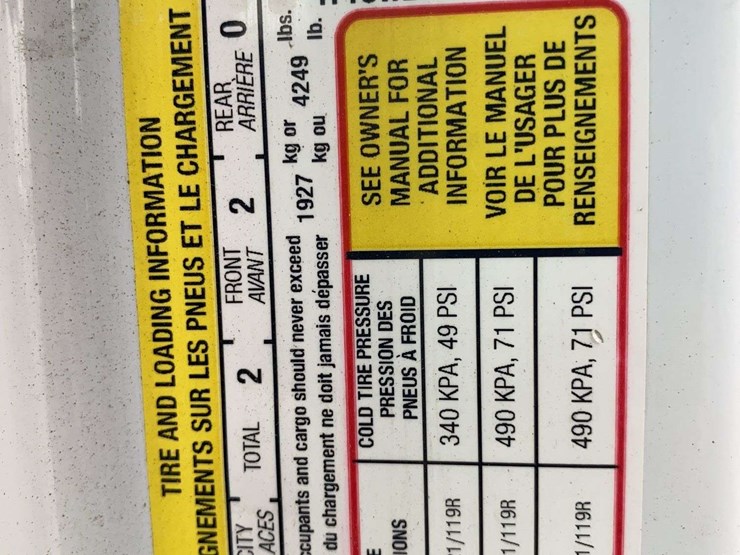 TIRE AND LOADING INFORMATION
GNEMENTS SUR LES PNEUS ET LE CHARGEMENT
CITY TOTAL 2 FRONT 2 REAR 0
ACES AVANT ARRIÈRE
ccupants and cargo should never exceed 1927 kg or 4249 lbs.
du chargement ne doit jamais dépasser kg ou lb.
COLD TIRE PRESSURE
PRESSION DES
PNEUS À FROID
IONS
1/119R 340 KPA, 49 PSI
1/119R 490 KPA, 71 PSI
1/119R 490 KPA, 71 PSI
SEE OWNER'S
MANUAL FOR
ADDITIONAL
INFORMATION
VOIR LE MANUEL
DE L'USAGER
POUR PLUS DE
RENSEIGNEMENTS